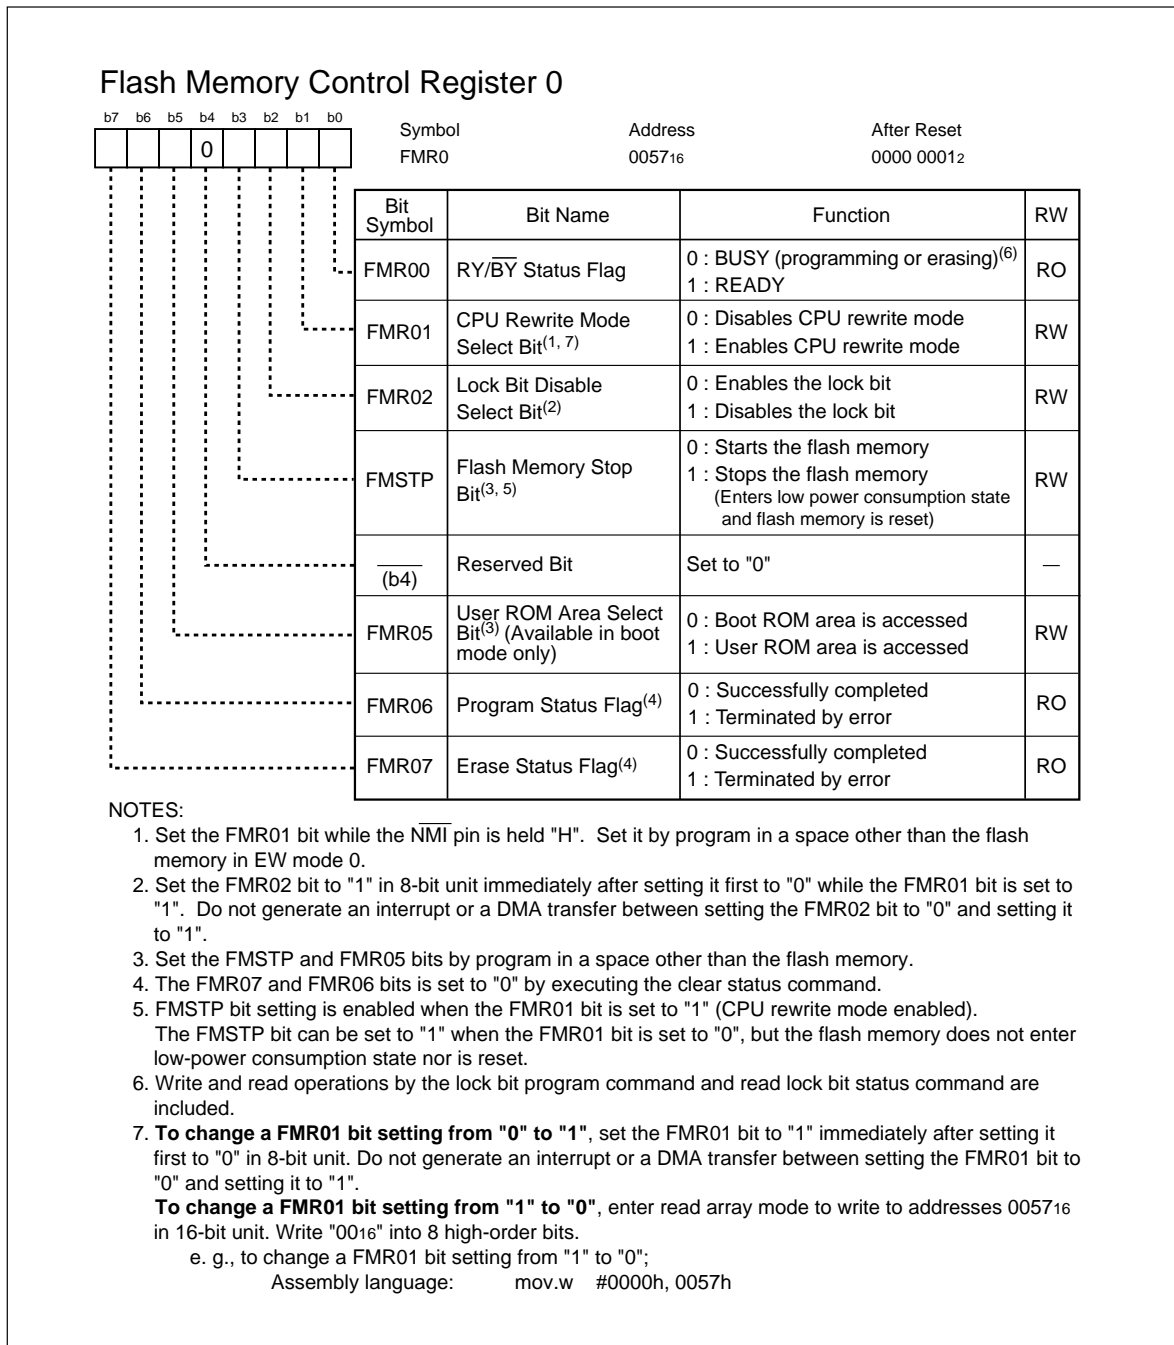 Flash Memory Control Register 0
b7 b6 b5 b4 b3 b2 b1 b0
0
Symbol Address After Reset
FMR0 005716 0000 00012
Bit Symbol Bit Name Function RW
FMR00 RY/BY Status Flag 0 : BUSY (programming or erasing)(6) RO
1 : READY
FMR01 CPU Rewrite Mode 0 : Disables CPU rewrite mode RW
Select Bit(1, 7) 1 : Enables CPU rewrite mode
FMR02 Lock Bit Disable 0 : Enables the lock bit RW
Select Bit(2) 1 : Disables the lock bit
FMSTP Flash Memory Stop 0 : Starts the flash memory RW
Bit(3, 5) 1 : Stops the flash memory
(Enters low power consumption state
and flash memory is reset)
(b4) Reserved Bit Set to "0" —
FMR05 User ROM Area Select 0 : Boot ROM area is accessed RW
Bit(3) (Available in boot 1 : User ROM area is accessed
mode only)
FMR06 Program Status Flag(4) 0 : Successfully completed RO
1 : Terminated by error
FMR07 Erase Status Flag(4) 0 : Successfully completed RO
1 : Terminated by error
NOTES:
1. Set the FMR01 bit while the NMI pin is held "H". Set it by program in a space other than the flash
memory in EW mode 0.
2. Set the FMR02 bit to "1" in 8-bit unit immediately after setting it first to "0" while the FMR01 bit is set to
"1". Do not generate an interrupt or a DMA transfer between setting the FMR02 bit to "0" and setting it
to "1".
3. Set the FMSTP and FMR05 bits by program in a space other than the flash memory.
4. The FMR07 and FMR06 bits is set to "0" by executing the clear status command.
5. FMSTP bit setting is enabled when the FMR01 bit is set to "1" (CPU rewrite mode enabled).
The FMSTP bit can be set to "1" when the FMR01 bit is set to "0", but the flash memory does not enter
low-power consumption state nor is reset.
6. Write and read operations by the lock bit program command and read lock bit status command are
included.
7. To change a FMR01 bit setting from "0" to "1", set the FMR01 bit to "1" immediately after setting it
first to "0" in 8-bit unit. Do not generate an interrupt or a DMA transfer between setting the FMR01 bit to
"0" and setting it to "1".
To change a FMR01 bit setting from "1" to "0", enter read array mode to write to addresses 005716
in 16-bit unit. Write "0016" into 8 high-order bits.
e. g., to change a FMR01 bit setting from "1" to "0";
Assembly language: mov.w #0000h, 0057h